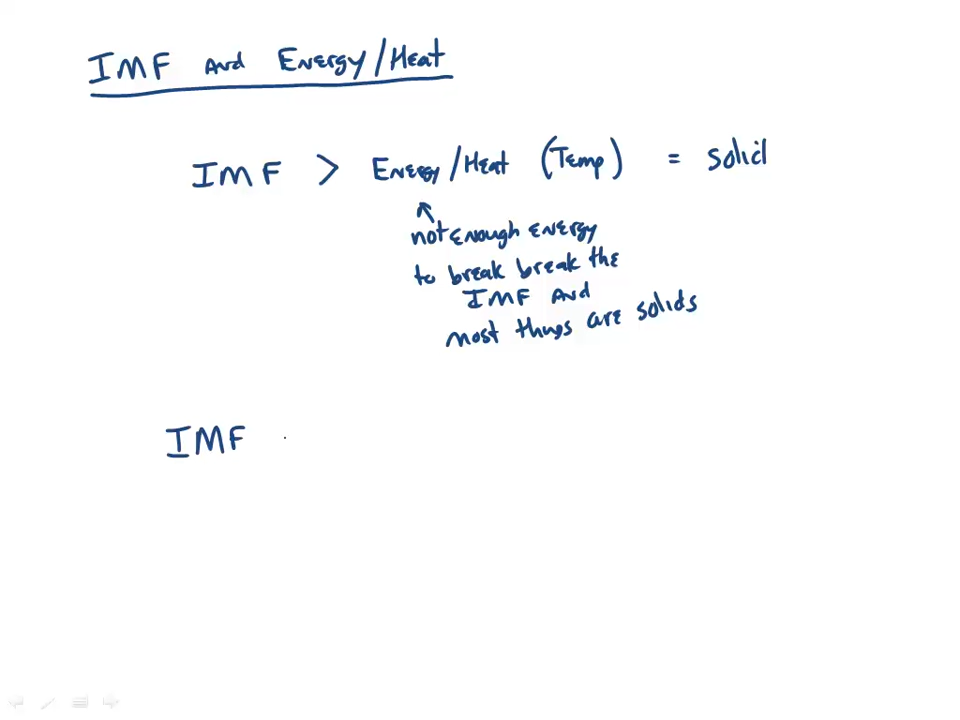 IMF And Energy/Heat
IMF > Energy/Heat (Temp) = solid
not enough energy
to break break the
IMF And
most things are solids
IMF